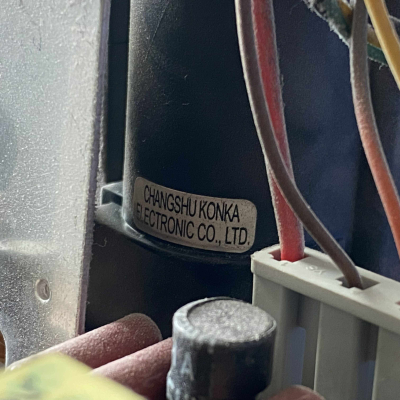 CHANGSHU KONKA
ELECTRONIC CO., LTD.